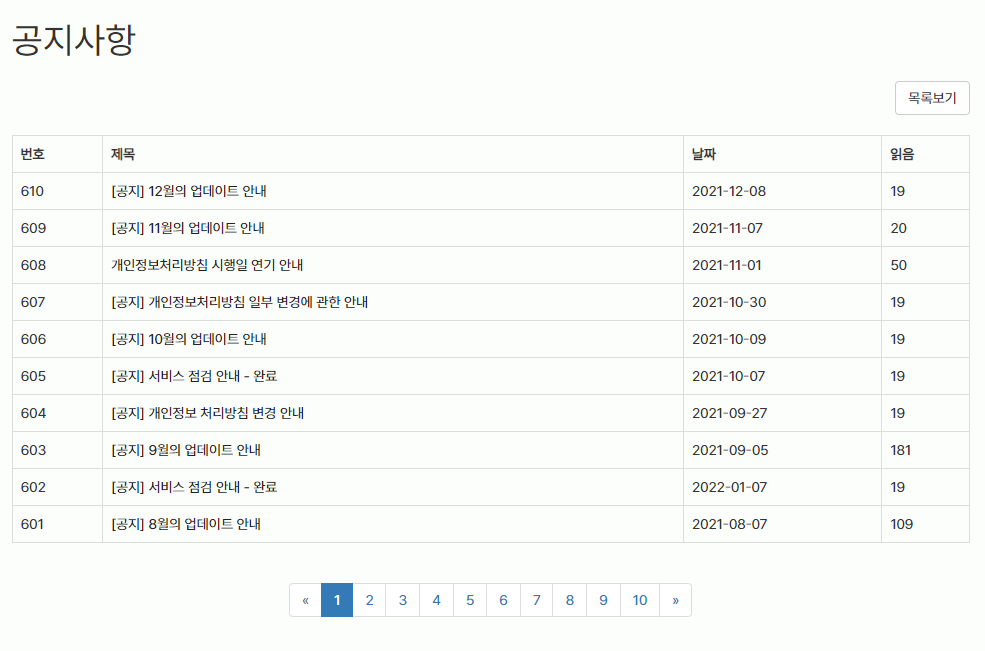 공지사항
목록보기
번호 제목 날짜 읽음
610 [공지] 12월의 업데이트 안내 2021-12-08 19
609 [공지] 11월의 업데이트 안내 2021-11-07 20
608 개인정보처리방침 시행일 연기 안내 2021-11-01 50
607 [공지] 개인정보처리방침 일부 변경에 관한 안내 2021-10-30 19
606 [공지] 10월의 업데이트 안내 2021-10-09 19
605 [공지] 서비스 점검 안내 - 완료 2021-10-07 19
604 [공지] 개인정보 처리방침 변경 안내 2021-09-27 19
603 [공지] 9월의 업데이트 안내 2021-09-05 181
602 [공지] 서비스 점검 안내 - 완료 2022-01-07 19
601 [공지] 8월의 업데이트 안내 2021-08-07 109
« 1 2 3 4 5 6 7 8 9 10 »